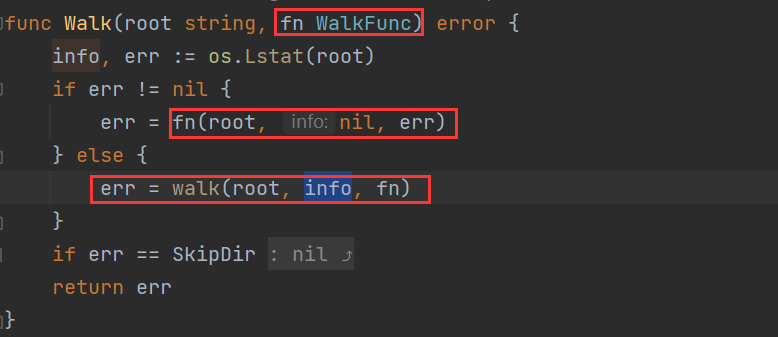 func Walk(root string, fn WalkFunc) error {
info, err := os.Lstat(root)
if err != nil {
err = fn(root, info: nil, err)
} else {
err = walk(root, info, fn)
}
if err == SkipDir : nil ⤴
return err
}